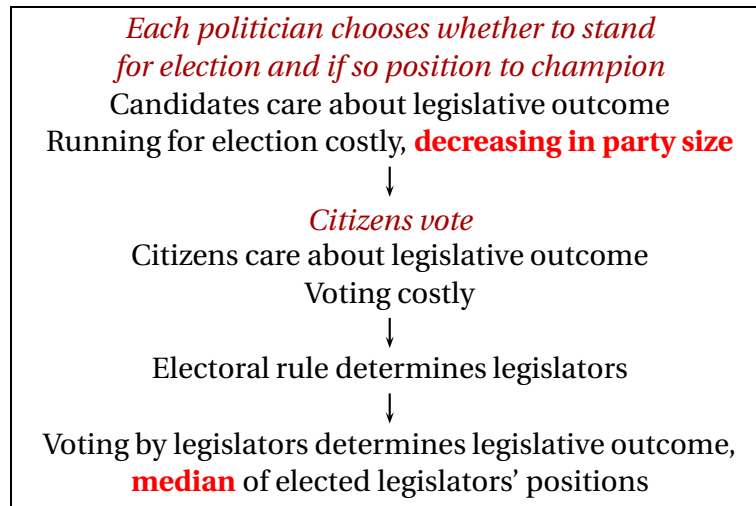 Each politician chooses whether to stand
for election and if so position to champion
Candidates care about legislative outcome
Running for election costly, decreasing in party size
↓
Citizens vote
Citizens care about legislative outcome
Voting costly
↓
Electoral rule determines legislators
↓
Voting by legislators determines legislative outcome,
median of elected legislators’ positions